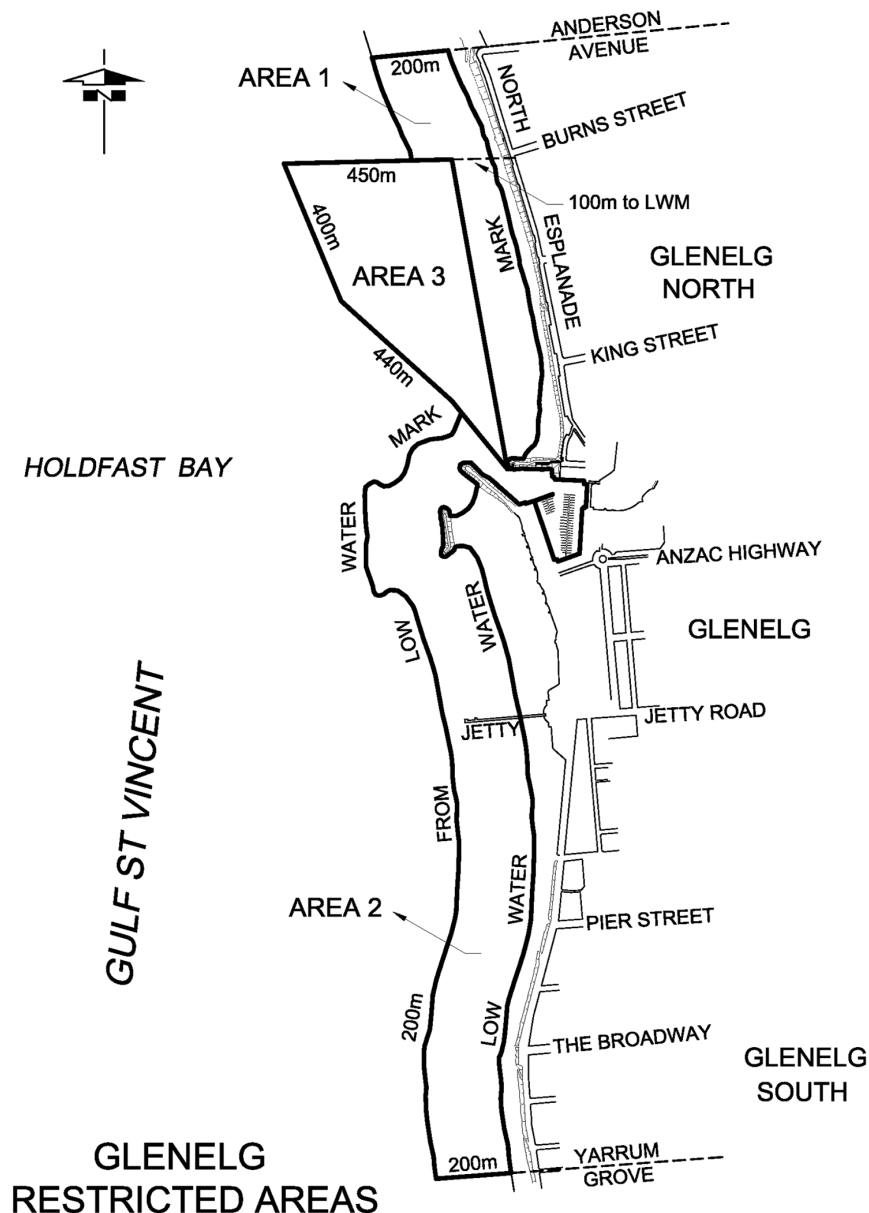 ANDERSON
AVENUE
200m
AREA 1
NORTH
BURNS STREET
N
450m
100m to LWM
400m
MARK
ESPLANADE
AREA 3
GLENELG
NORTH
KING STREET
440m
MARK
HOLDFAST BAY
WATER
ANZAC HIGHWAY
WATER
LOW
GLENELG
JETTY
JETTY ROAD
GULF ST VINCENT
FROM
WATER
AREA 2
PIER STREET
200m
LOW
THE BROADWAY
GLENELG
SOUTH
YARRUM
GROVE
200m
GLENELG
RESTRICTED AREAS